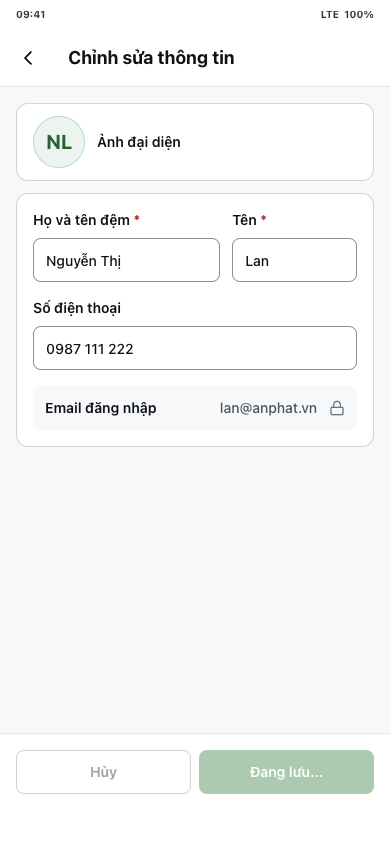 09:41 LTE 100%
Chỉnh sửa thông tin
NL Ảnh đại diện
Họ và tên đệm * Tên *
Nguyễn Thị Lan
Số điện thoại
0987 111 222
Email đăng nhập lan@anphat.vn
Hủy Đang lưu...